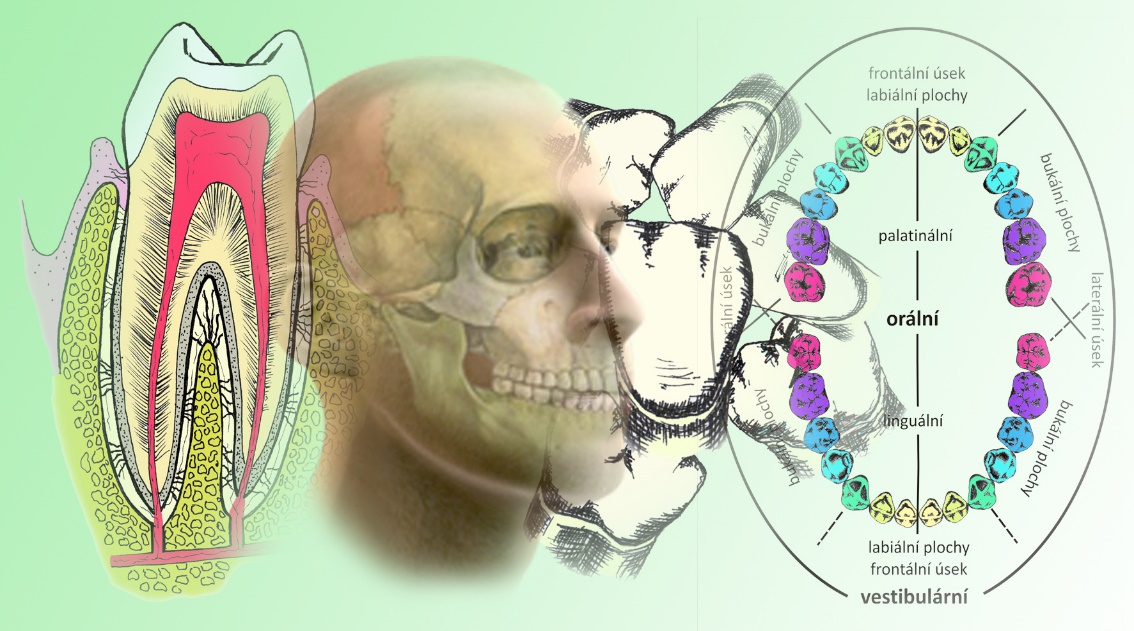 frontální úsek
labiální plochy
bukální plochy
bukální plochy
palatinální
laterální úsek
orální
linguální
bukální plochy
labiální plochy
frontální úsek
vestibulární